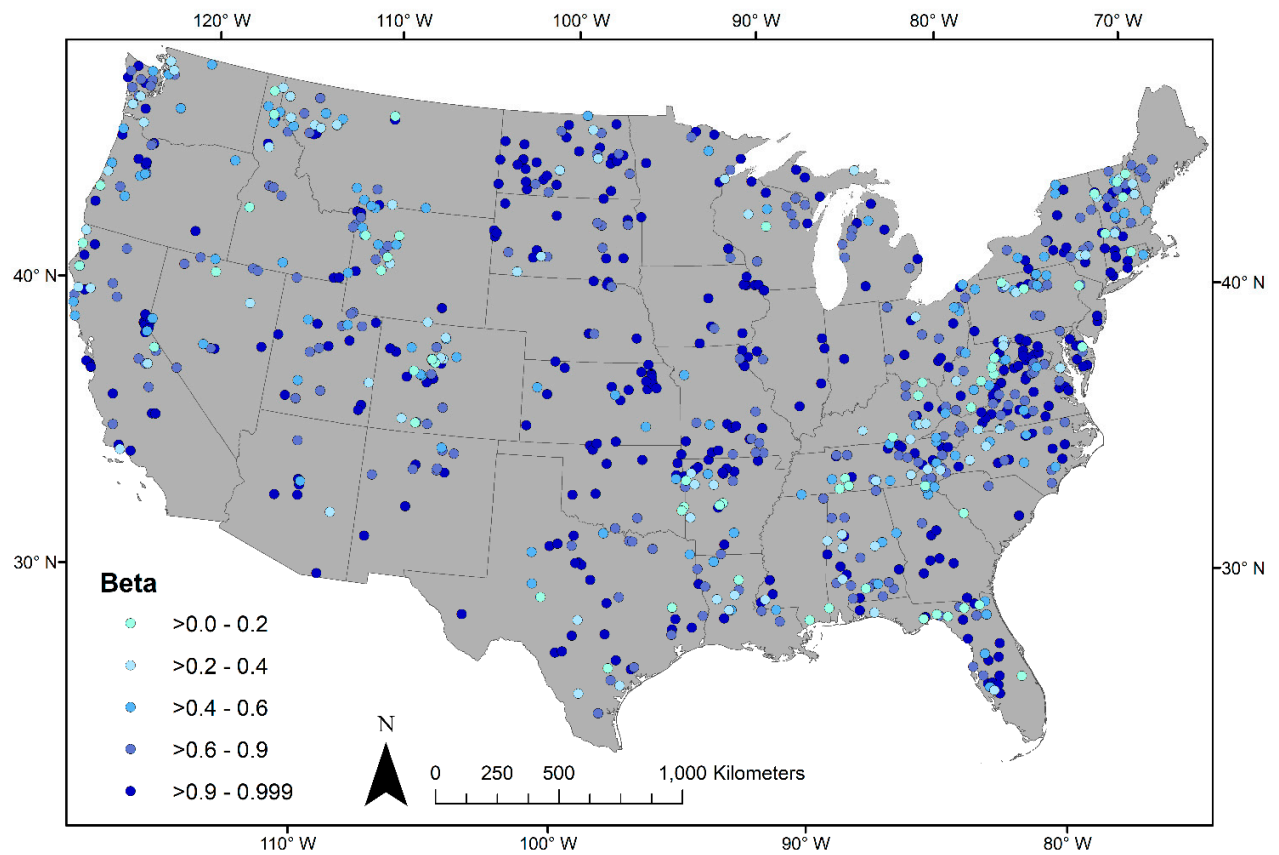 120° W 110° W 100° W 90° W 80° W 70° W
40° N 40° N
30° N 30° N
Beta
>0.0 - 0.2
>0.2 - 0.4
>0.4 - 0.6
>0.6 - 0.9
>0.9 - 0.999
N
0 250 500 1,000 Kilometers
110° W 100° W 90° W 80° W